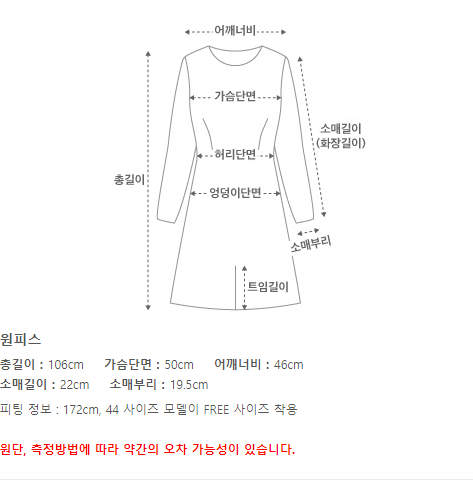 어깨너비
가슴단면
소매길이
(화장길이)
허리단면
총길이
엉덩이단면
소매부리
트임길이
원피스
총길이 : 106cm 가슴단면 : 50cm 어깨너비 : 46cm
소매길이 : 22cm 소매부리 : 19.5cm
피팅 정보 : 172cm, 44 사이즈 모델이 FREE 사이즈 착용
원단, 측정방법에 따라 약간의 오차 가능성이 있습니다.